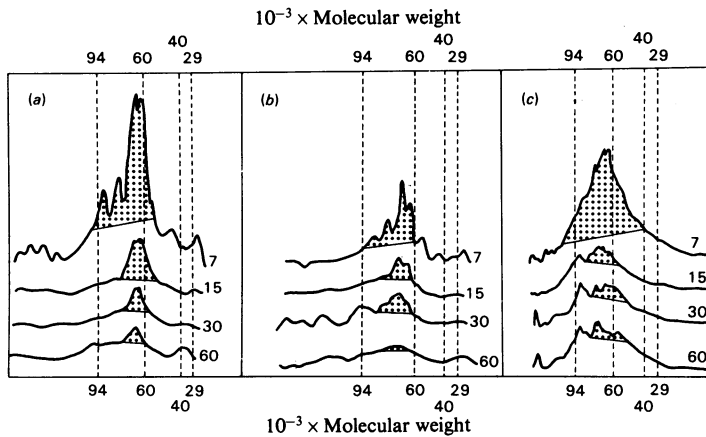 10⁻³ × Molecular weight
40 40 40
94 60 29 94 60 29 94 60 29
(a) (b) (c)
7 7 7
15 15 15
30 30 30
60 60 60
94 60 29 94 60 29 94 60 29
40 40 40
10⁻³ × Molecular weight